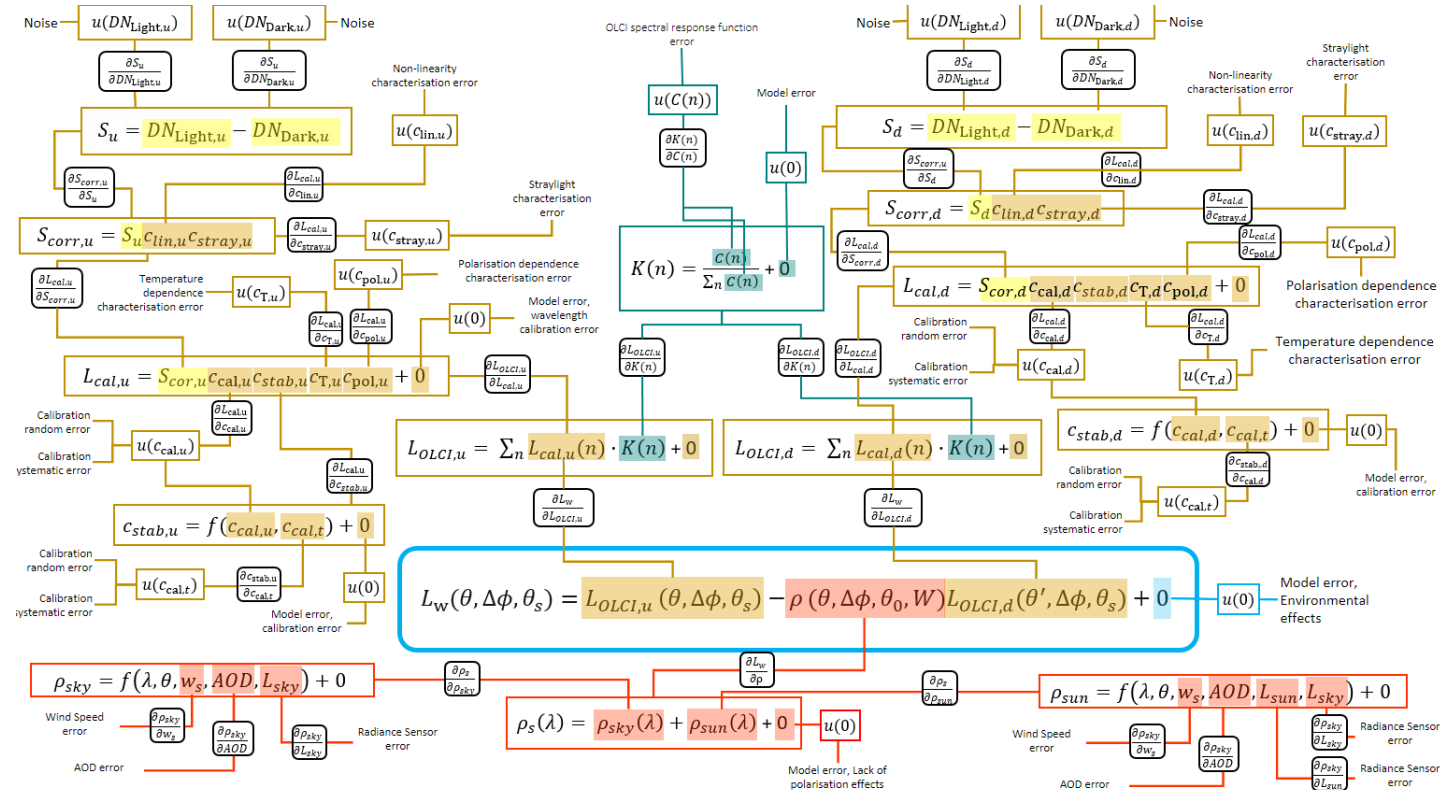 Noise u(DN_Light,u) u(DN_Dark,u) Noise
∂S_u/∂DN_Light,u ∂S_u/∂DN_Dark,u
Non-linearity
characterisation error
S_u = DN_Light,u − DN_Dark,u
u(c_lin,u)
∂S_corr,u/∂S_u
∂L_cal,u/∂c_lin,u
Straylight
characterisation
error
S_corr,u = S_u c_lin,u c_stray,u
∂L_cal,u/∂c_stray,u
u(c_stray,u)
∂L_cal,u/∂S_corr,u
Temperature
dependence
characterisation error
u(c_T,u)
u(c_pol,u)
Polarisation dependence
characterisation error
∂L_cal,u/∂c_T,u
∂L_cal,u/∂c_pol,u
u(0)
Model error,
wavelength
calibration error
L_cal,u = S_cor,u c_cal,u c_stab,u c_T,u c_pol,u + 0
∂L_OLCI,u/∂L_cal,u
Calibration
random error
Calibration
ystematic error
u(c_cal,u)
∂L_cal,u/∂c_cal,u
∂L_cal,u/∂c_stab,u
c_stab,u = f(c_cal,u, c_cal,t) + 0
Calibration
random error
Calibration
ystematic error
u(c_cal,t)
∂c_stab,u/∂c_cal,t
u(0)
Model error,
calibration error
OLCI spectral response function
error
u(C(n))
∂K(n)/∂C(n)
Model error
u(0)
K(n) = C(n)/∑_n C(n) + 0
∂L_OLCI,u/∂K(n)
∂L_OLCI,d/∂K(n)
∂L_OLCI,d/∂L_cal,d
L_OLCI,u = ∑_n L_cal,u(n) · K(n) + 0
L_OLCI,d = ∑_n L_cal,d(n) · K(n) + 0
∂L_w/∂L_OLCI,u
∂L_w/∂L_OLCI,d
Noise u(DN_Light,d) u(DN_Dark,d) Noise
∂S_d/∂DN_Light,d ∂S_d/∂DN_Dark,d
Non-linearity
characterisation error
Straylight
characterisation
error
S_d = DN_Light,d − DN_Dark,d
u(c_lin,d)
u(c_stray,d)
∂S_corr,u/∂S_d
∂L_cal,d/∂c_lin,d
S_corr,d = S_d c_lin,d c_stray,d
∂L_cal,d/∂c_stray,d
∂L_cal,d/∂S_corr,d
∂L_cal,d/∂c_pol,d
u(c_pol,d)
Polarisation dependence
characterisation error
L_cal,d = S_cor,d c_cal,d c_stab,d c_T,d c_pol,d + 0
Calibration
random error
Calibration
systematic error
∂L_cal,d/∂c_cal,d
∂L_cal,d/∂c_T,d
u(c_cal,d)
u(c_T,d)
Temperature dependence
characterisation error
c_stab,d = f(c_cal,d, c_cal,t) + 0
u(0)
Model error,
calibration error
Calibration
random error
Calibration
systematic error
u(c_cal,t)
∂c_stab,d/∂c_cal,d
L_w(θ, Δϕ, θ_s) = L_OLCI,u (θ, Δϕ, θ_s) − ρ (θ, Δϕ, θ_0, W)L_OLCI,d(θ′, Δϕ, θ_s) + 0
u(0)
Model error,
Environmental
effects
∂L_w/∂ρ
ρ_sky = f(λ, θ, w_s, AOD, L_sky) + 0
∂ρ_s/∂ρ_sky
∂ρ_s/∂ρ_sun
ρ_sun = f(λ, θ, w_s, AOD, L_sun, L_sky) + 0
ρ_s(λ) = ρ_sky(λ) + ρ_sun(λ) + 0
u(0)
Model error, Lack of
polarisation effects
Wind Speed
error
∂ρ_sky/∂w_s
AOD error
∂ρ_sky/∂AOD
∂ρ_sky/∂L_sky
Radiance Sensor
error
Wind Speed
error
∂ρ_sky/∂w_s
AOD error
∂ρ_sky/∂AOD
∂ρ_sky/∂L_sky
Radiance Sensor
error
∂ρ_sky/∂L_sun
Radiance Sensor
error